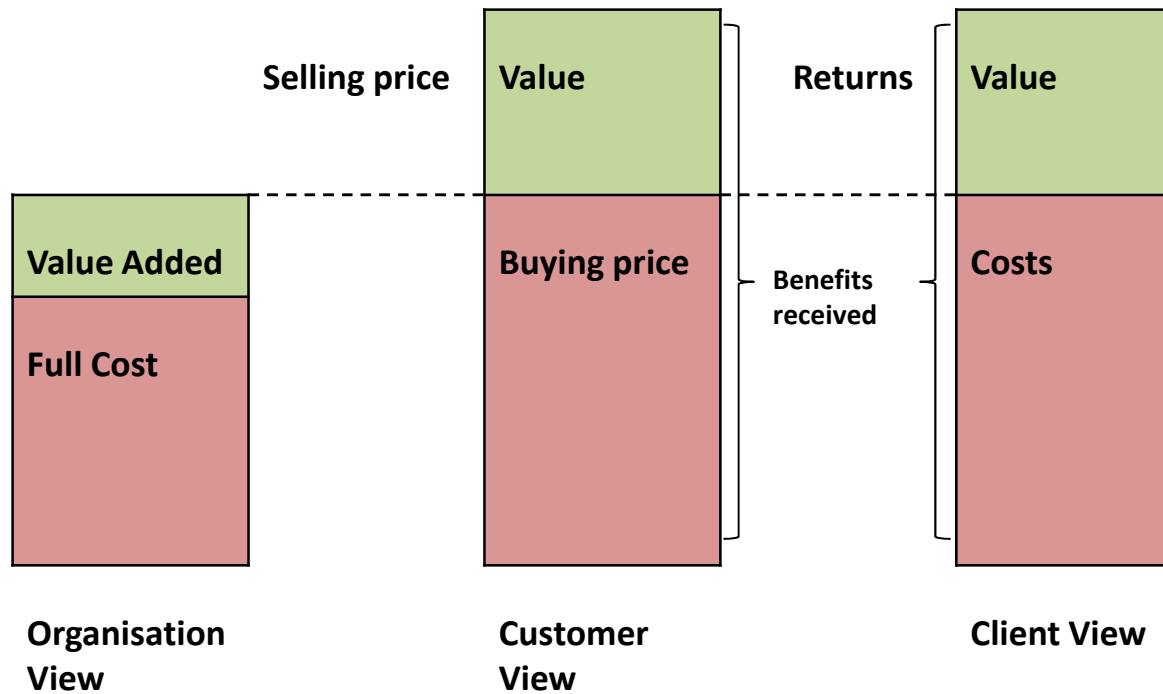 Selling price
Value
Returns
Value
Value Added
Buying price
Costs
Benefits
received
Full Cost
Organisation
View
Customer
View
Client View